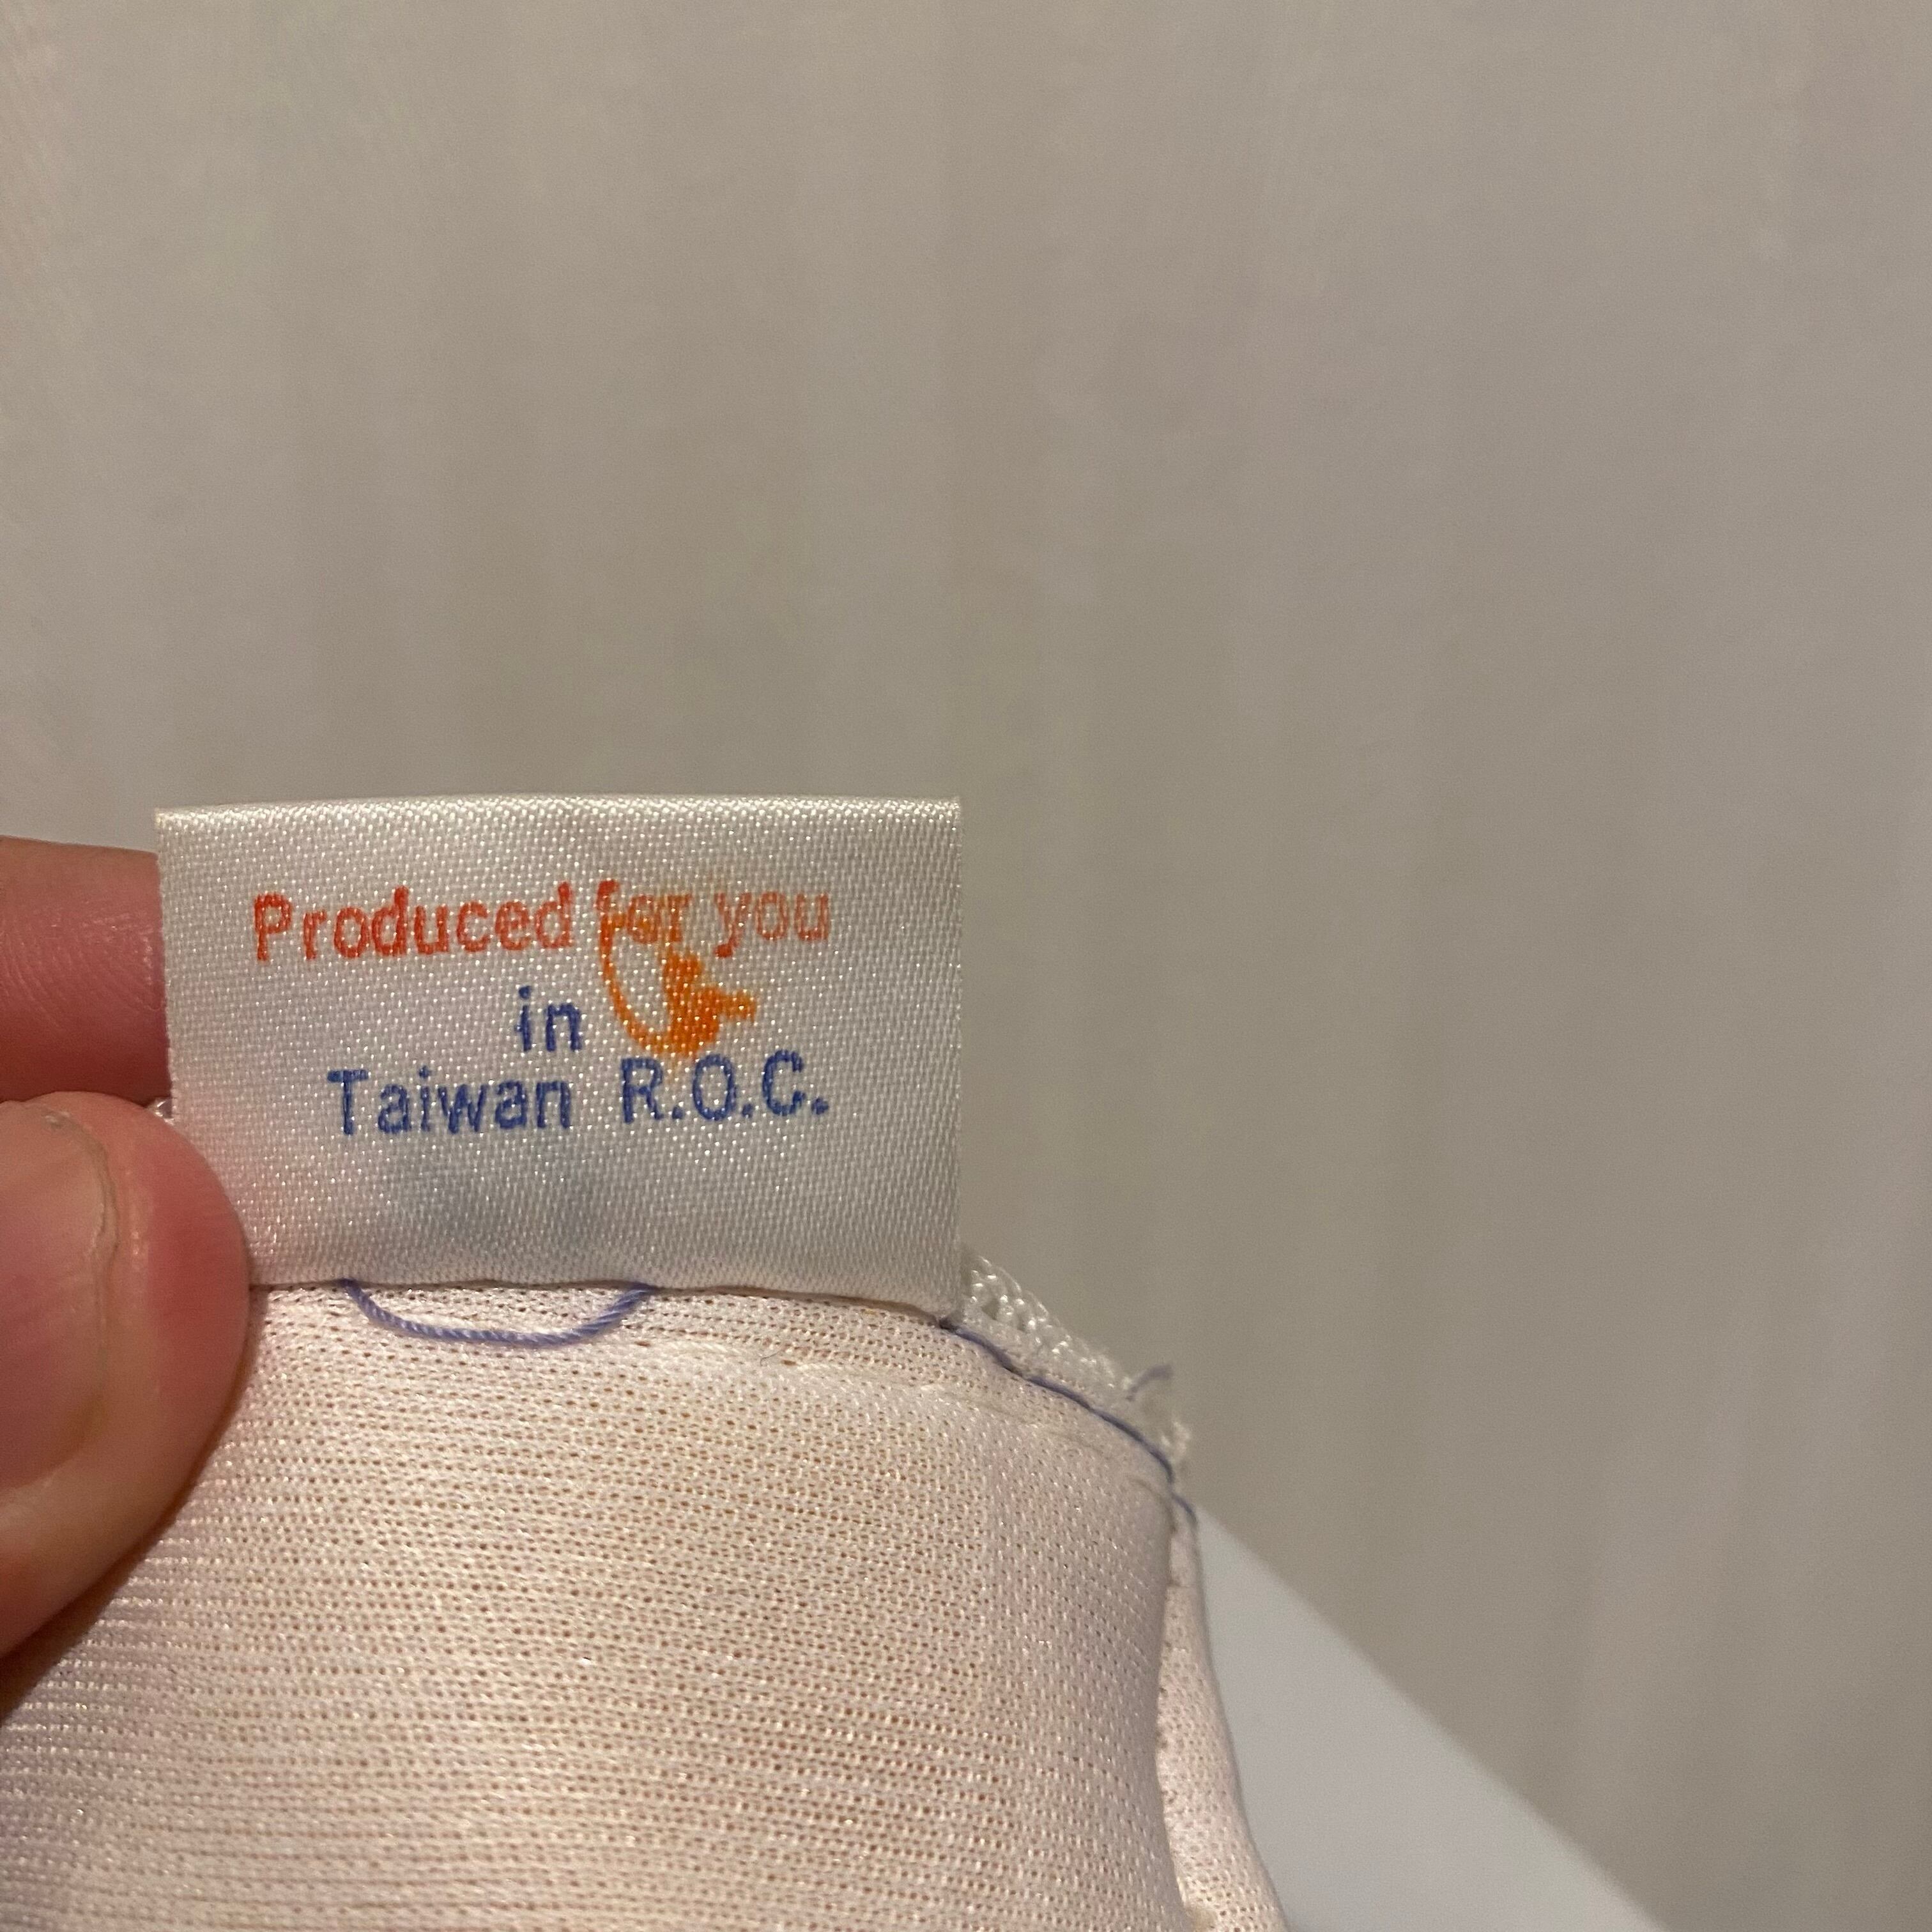 Produced for you
in
Taiwan R.O.C.